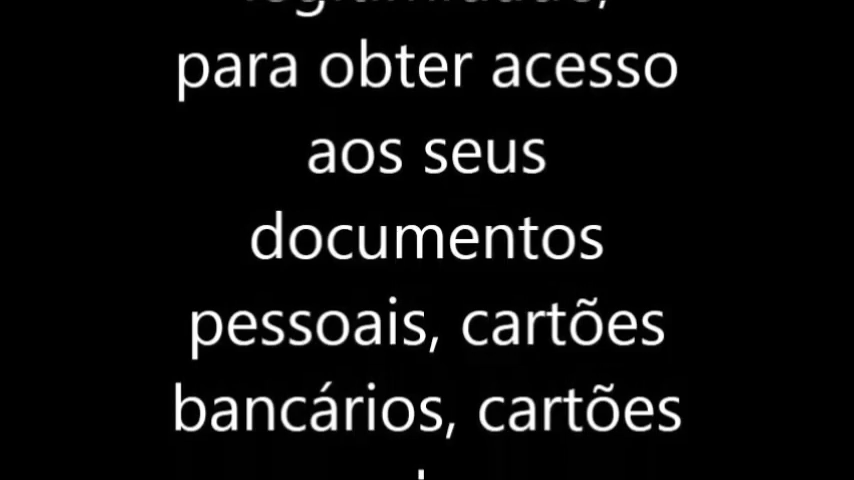 para obter acesso
aos seus
documentos
pessoais, cartões
bancários, cartões